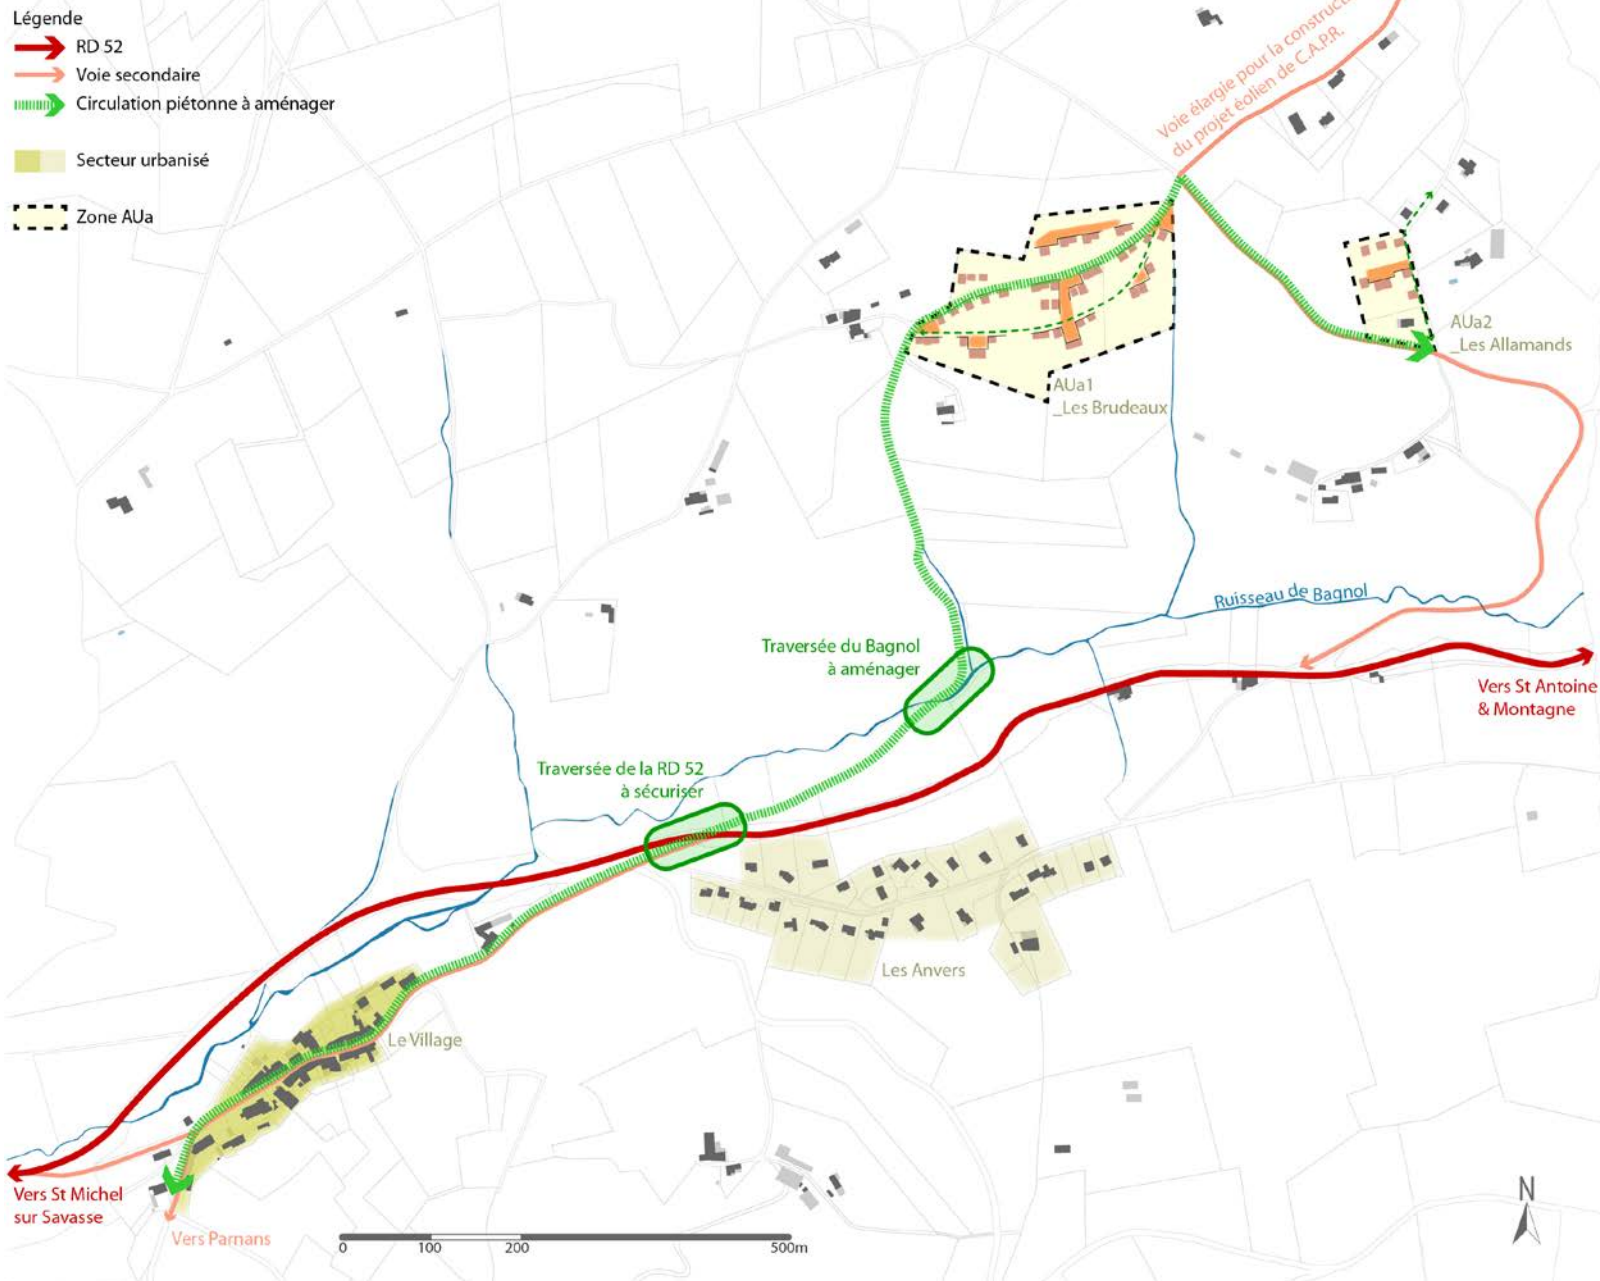 Légende
RD 52
Voie secondaire
Circulation piétonne à aménager
Secteur urbanisé
Zone AUa
Voie élargie pour la construct
du projet éolien de C.A.P.R.
AUa2
_Les Allamands
AUa1
_Les Brudeaux
Ruisseau de Bagnol
Traversée du Bagnol
à aménager
Vers St Antoine
& Montagne
Traversée de la RD 52
à sécuriser
Les Anvers
Le Village
Vers St Michel
sur Savasse
Vers Parnans
0 100 200 500m
N